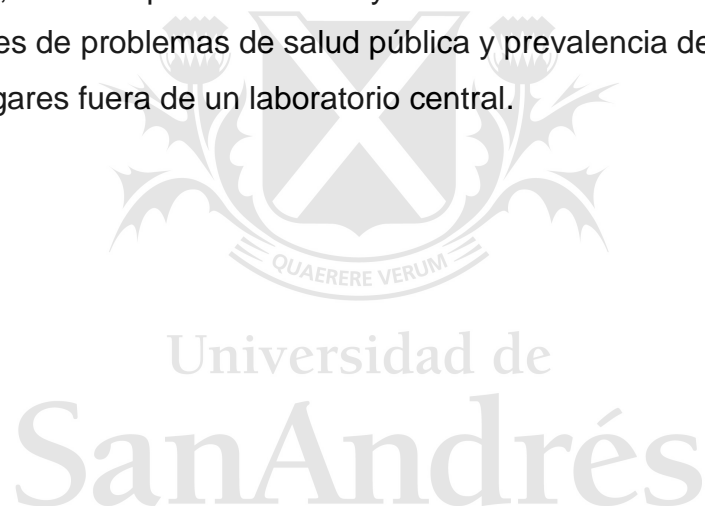 es de problemas de salud pública y prevalencia de
gares fuera de un laboratorio central.
QUAERERE VERUM
Universidad de
SanAndrés